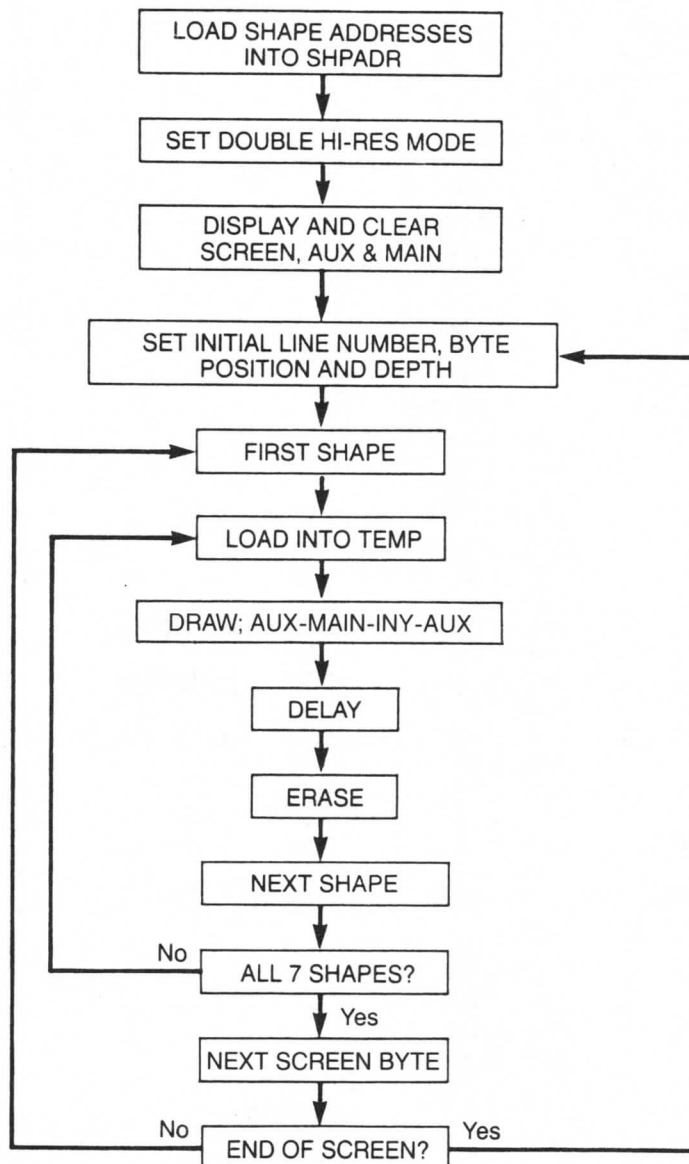 LOAD SHAPE ADDRESSES
INTO SHPADR
SET DOUBLE HI-RES MODE
DISPLAY AND CLEAR
SCREEN, AUX & MAIN
SET INITIAL LINE NUMBER, BYTE
POSITION AND DEPTH
FIRST SHAPE
LOAD INTO TEMP
DRAW; AUX-MAIN-INY-AUX
DELAY
ERASE
NEXT SHAPE
No
ALL 7 SHAPES?
Yes
NEXT SCREEN BYTE
No
END OF SCREEN?
Yes